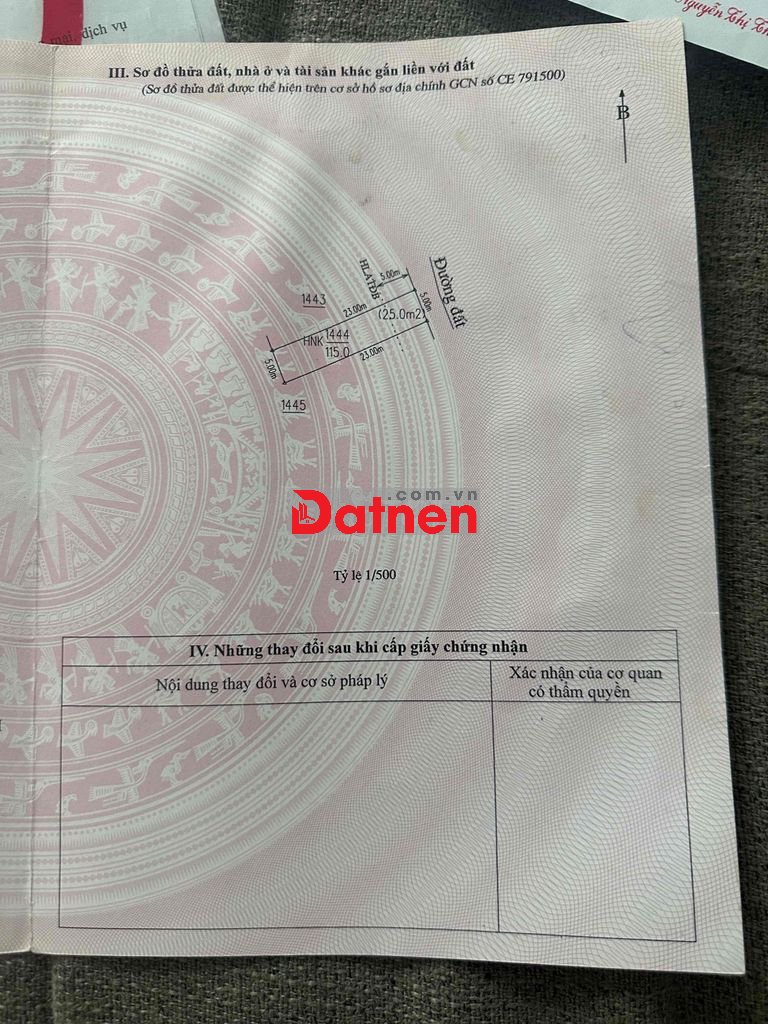 mại, dịch vụ
Nguyễn Thị
III. Sơ đồ thửa đất, nhà ở và tài sản khác gắn liền với đất
(Sơ đồ thửa đất được thể hiện trên cơ sở hồ sơ địa chính GCN số CE 791500)
B
Đường đất
HLATĐB
5.00m
1443
23.00m
(25.0m2)
5.00m
HNK 1444
115.0
23.00m
5.00m
1445
.com.vn
Datnen
Tỷ lệ 1/500
IV. Những thay đổi sau khi cấp giấy chứng nhận
Nội dung thay đổi và cơ sở pháp lý
Xác nhận của cơ quan
có thẩm quyền